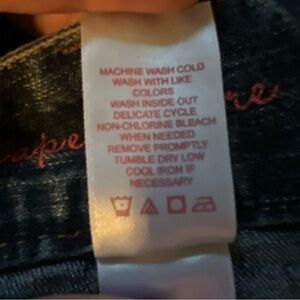 MACHINE WASH COLD
WASH WITH LIKE
COLORS
WASH INSIDE OUT
DELICATE CYCLE
NON-CHLORINE BLEACH
WHEN NEEDED
REMOVE PROMPTLY
TUMBLE DRY LOW
COOL IRON IF
NECESSARY